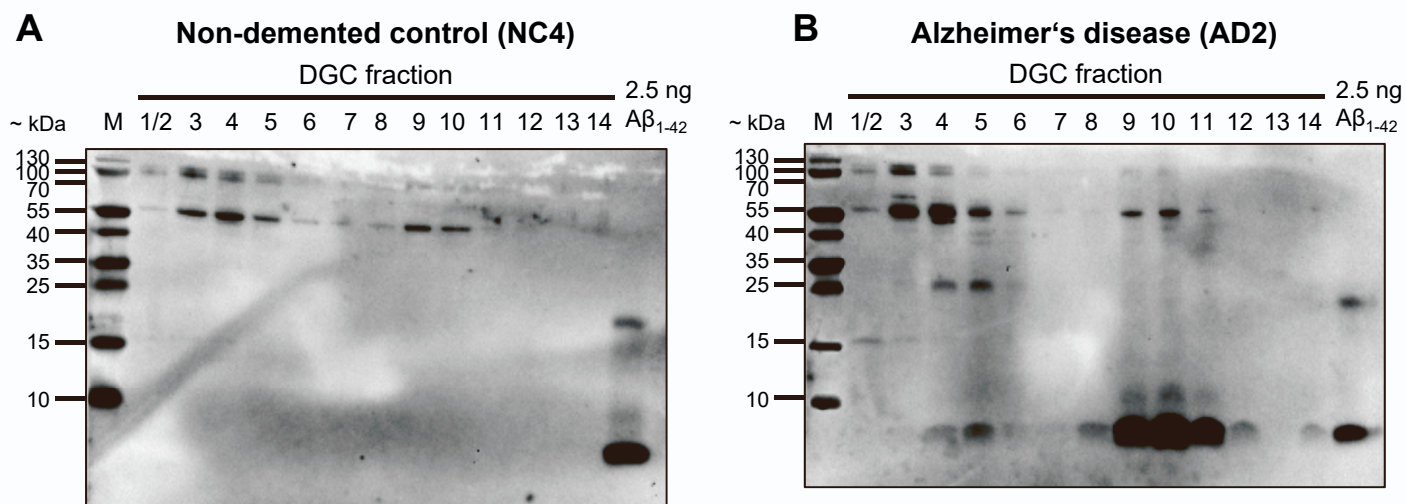 A Non-demented control (NC4)
DGC fraction
2.5 ng
~ kDa M 1/2 3 4 5 6 7 8 9 10 11 12 13 14 Aβ1-42
130
100
70
55
40
35
25
15
10
B Alzheimer‘s disease (AD2)
DGC fraction
2.5 ng
~ kDa M 1/2 3 4 5 6 7 8 9 10 11 12 13 14 Aβ1-42
130
100
70
55
40
35
25
15
10